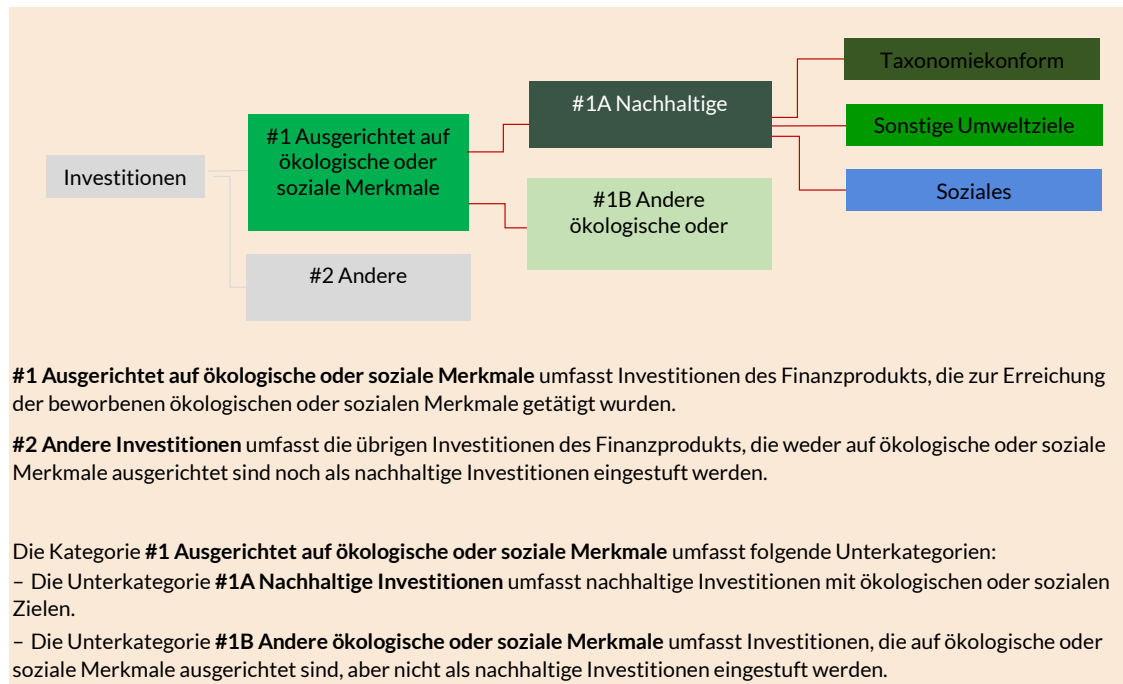 Investitionen
#1 Ausgerichtet auf
ökologische oder
soziale Merkmale
#2 Andere
#1A Nachhaltige
#1B Andere
ökologische oder
Taxonomiekonform
Sonstige Umweltziele
Soziales
#1 Ausgerichtet auf ökologische oder soziale Merkmale umfasst Investitionen des Finanzprodukts, die zur Erreichung
der beworbenen ökologischen oder sozialen Merkmale getätigt wurden.
#2 Andere Investitionen umfasst die übrigen Investitionen des Finanzprodukts, die weder auf ökologische oder soziale
Merkmale ausgerichtet sind noch als nachhaltige Investitionen eingestuft werden.
Die Kategorie #1 Ausgerichtet auf ökologische oder soziale Merkmale umfasst folgende Unterkategorien:
– Die Unterkategorie #1A Nachhaltige Investitionen umfasst nachhaltige Investitionen mit ökologischen oder sozialen
Zielen.
– Die Unterkategorie #1B Andere ökologische oder soziale Merkmale umfasst Investitionen, die auf ökologische oder
soziale Merkmale ausgerichtet sind, aber nicht als nachhaltige Investitionen eingestuft werden.